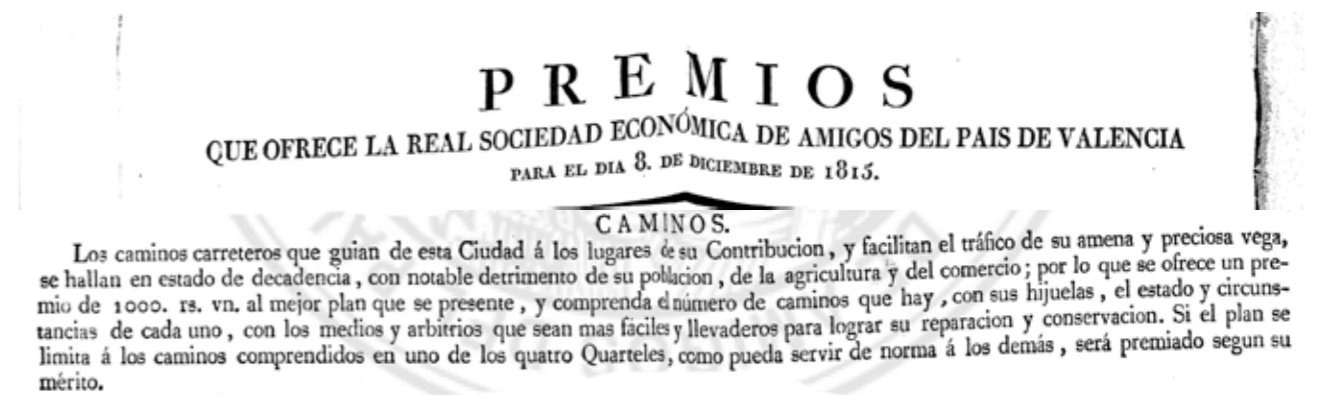 PREMIOS
QUE OFRECE LA REAL SOCIEDAD ECONÓMICA DE AMIGOS DEL PAIS DE VALENCIA
PARA EL DIA 8. DE DICIEMBRE DE 1815.
CAMINOS.
Los caminos carreteros que guian de esta Ciudad á los lugares de su Contribucion, y facilitan el tráfico de su amena y preciosa vega,
se hallan en estado de decadencia, con notable detrimento de su poblacion, de la agricultura y del comercio; por lo que se ofrece un pre-
mio de 1000. rs. vn. al mejor plan que se presente, y comprenda el número de caminos que hay, con sus hijuelas, el estado y circuns-
tancias de cada uno, con los medios y arbitrios que sean mas fáciles y llevaderos para lograr su reparacion y conservacion. Si el plan se
limita á los caminos comprendidos en uno de los quatro Quarteles, como pueda servir de norma á los demás, será premiado segun su
mérito.